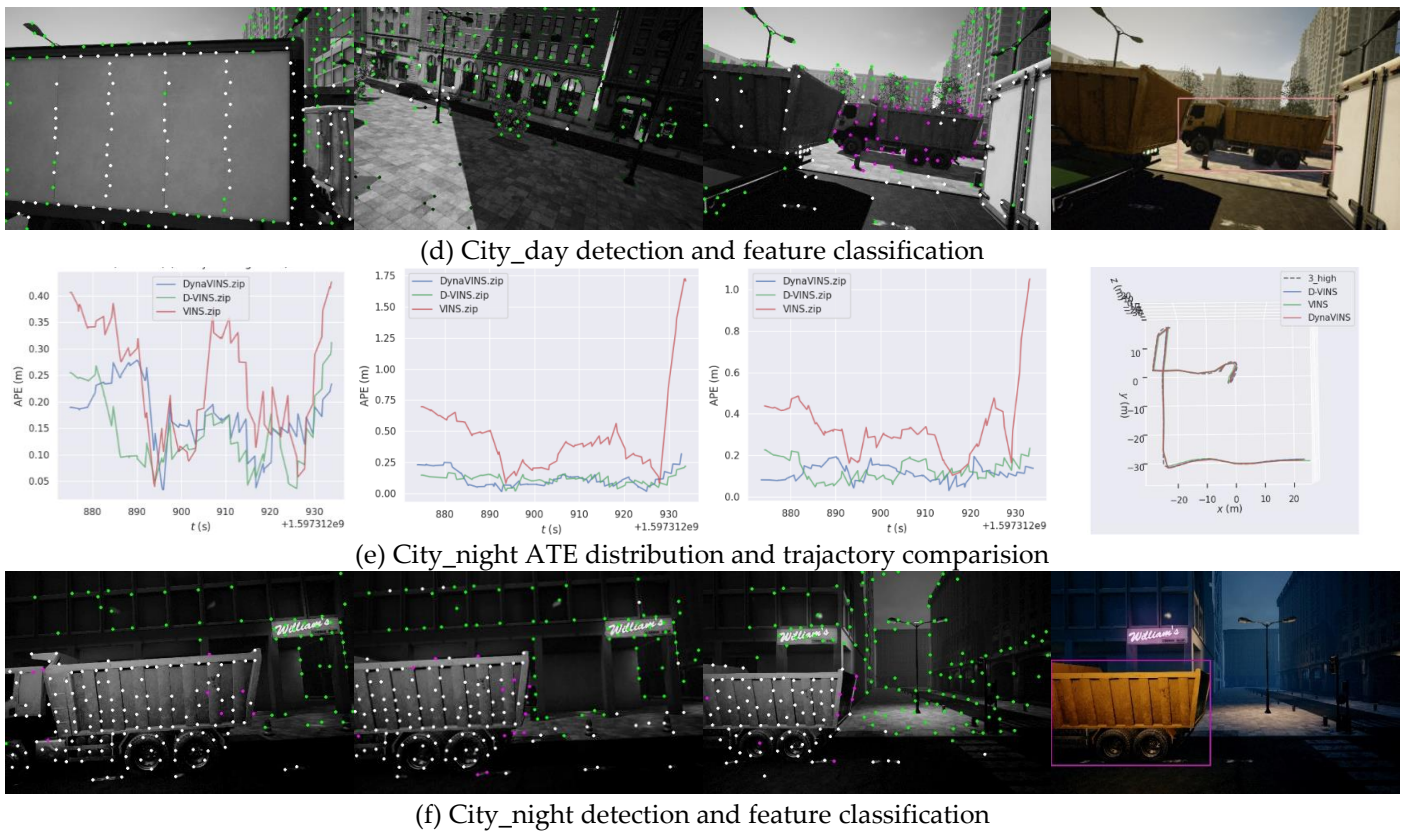 (d) City_day detection and feature classification
DynaVINS.zip
D-VINS.zip
VINS.zip
0.40
0.35
0.30
0.25
0.20
0.15
0.10
0.05
APE (m)
880 890 900 910 920 930
t (s)
+1.597312e9
DynaVINS.zip
D-VINS.zip
VINS.zip
1.75
1.50
1.25
1.00
0.75
0.50
0.25
0.00
APE (m)
880 890 900 910 920 930
t (s)
+1.597312e9
DynaVINS.zip
D-VINS.zip
VINS.zip
1.0
0.8
0.6
0.4
0.2
0.0
APE (m)
880 890 900 910 920 930
t (s)
+1.597312e9
3_high
D-VINS
VINS
DynaVINS
z (m)
10
0
−10
−20
−30
y (m)
−20 −10 0 10 20
x (m)
(e) City_night ATE distribution and trajactory comparision
William's
William's
William's
William's
(f) City_night detection and feature classification